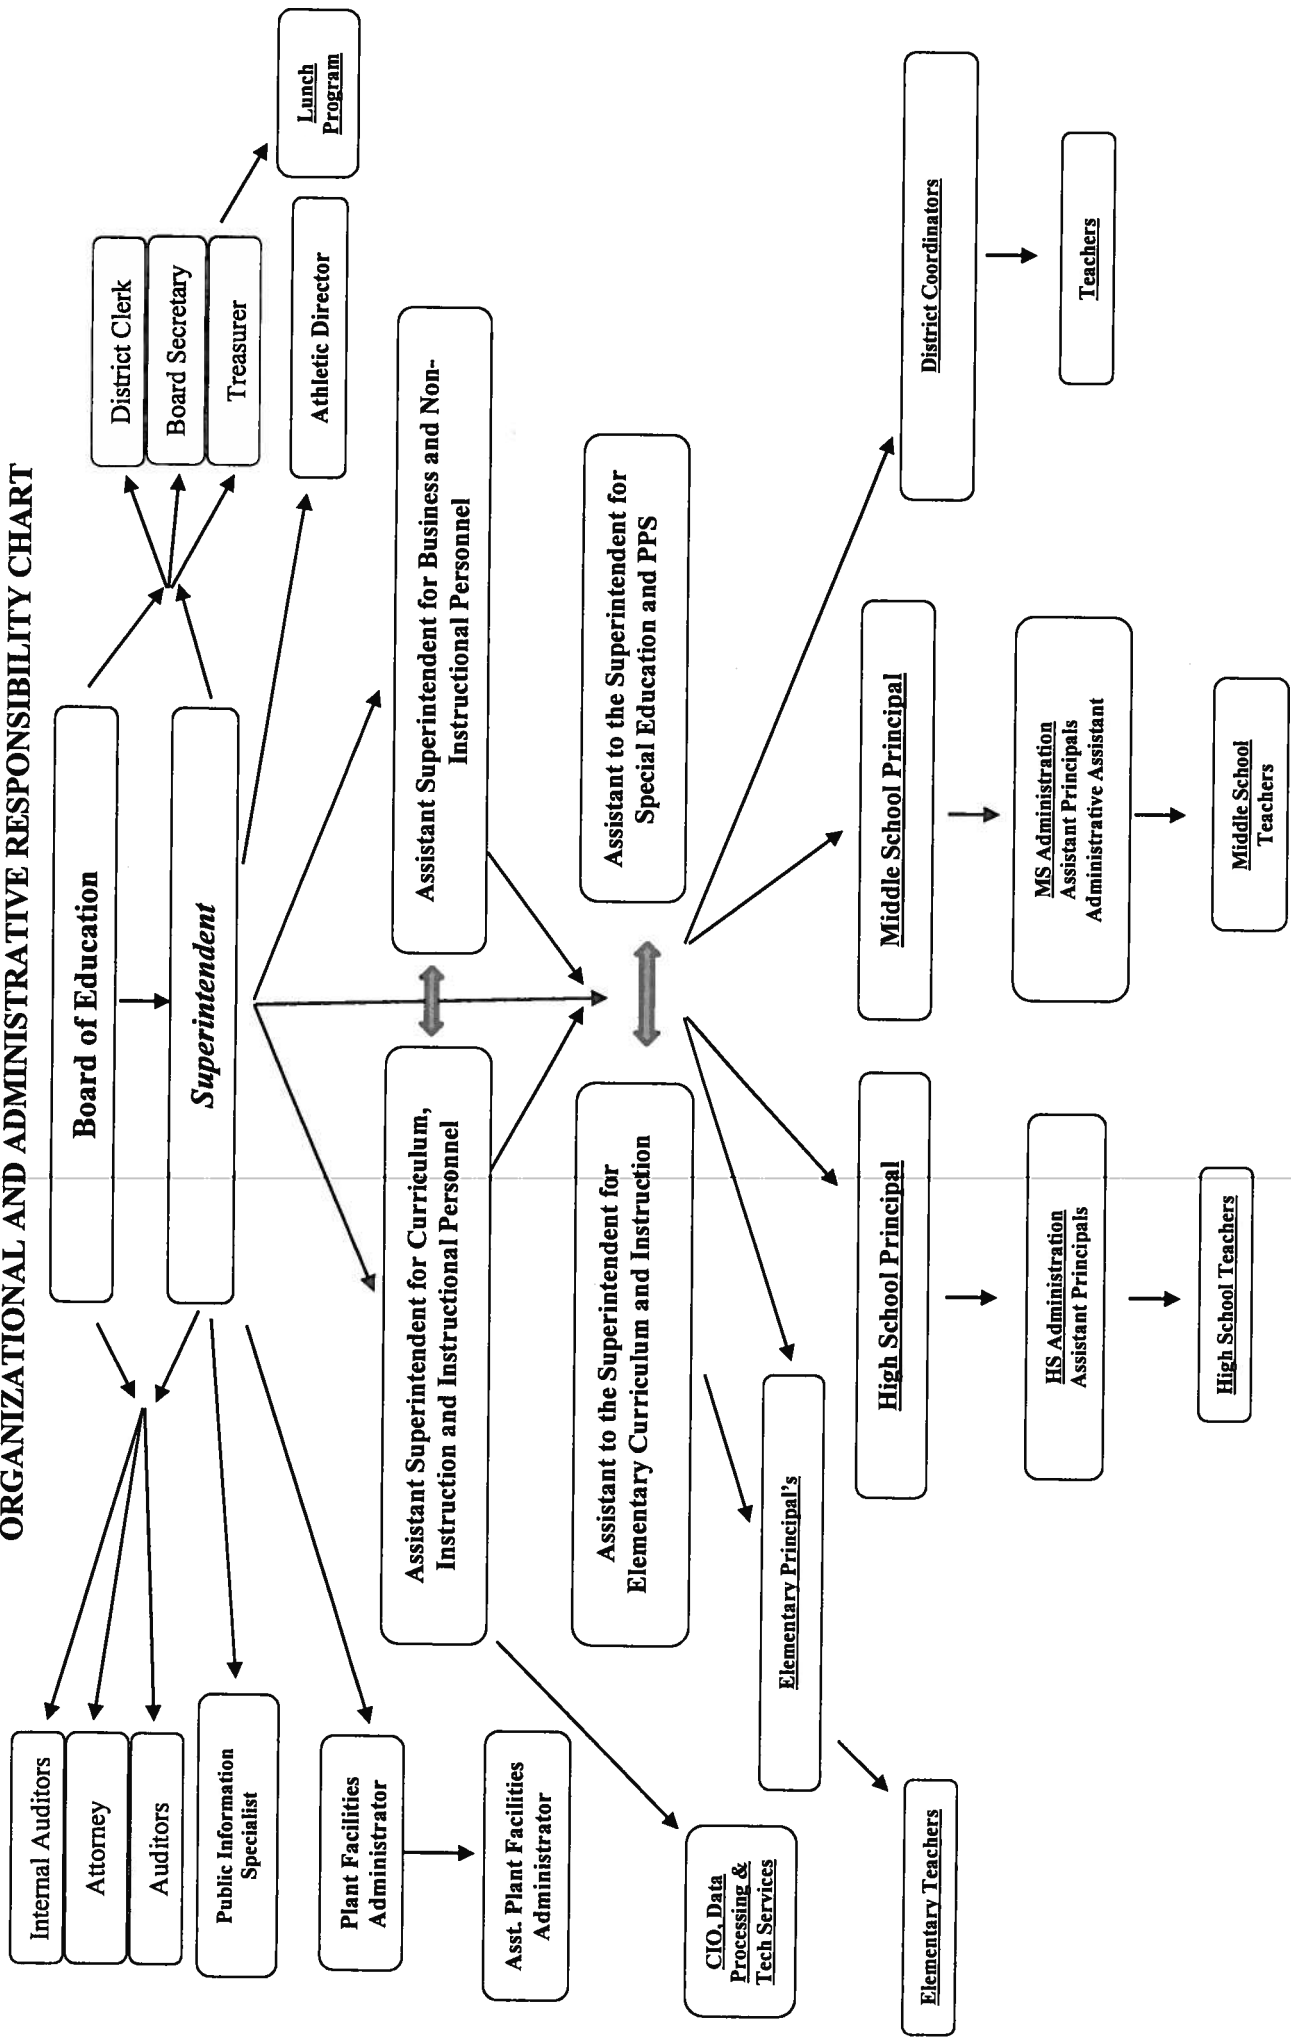 ORGANIZATIONAL AND ADMINISTRATIVE RESPONSIBILITY CHART
Board of Education
Superintendent
Internal Auditors
Attorney
Auditors
Public Information
Specialist
District Clerk
Board Secretary
Treasurer
Lunch
Program
Athletic Director
Plant Facilities
Administrator
Asst. Plant Facilities
Administrator
Assistant Superintendent for Curriculum,
Instruction and Instructional Personnel
Assistant Superintendent for Business and Non-
Instructional Personnel
Assistant to the Superintendent for
Elementary Curriculum and Instruction
Assistant to the Superintendent for
Special Education and PPS
CIO, Data
Processing &
Tech Services
Elementary Principal's
Elementary Teachers
High School Principal
HS Administration
Assistant Principals
High School Teachers
Middle School Principal
MS Administration
Assistant Principals
Administrative Assistant
Middle School
Teachers
District Coordinators
Teachers